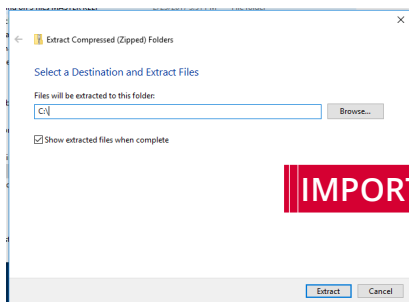 Extract Compressed (Zipped) Folders
Select a Destination and Extract Files
Files will be extracted to this folder:
C:\
Browse...
Show extracted files when complete
IMPORT
Extract
Cancel